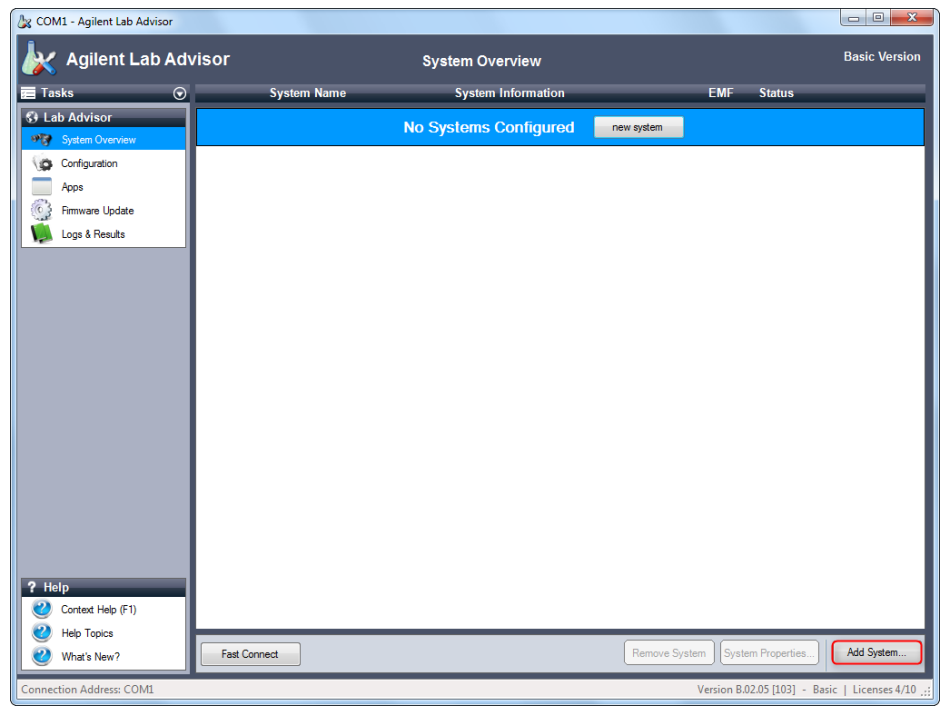 COM1 - Agilent Lab Advisor
Agilent Lab Advisor
System Overview
Basic Version
Tasks
System Name
System Information
EMF
Status
Lab Advisor
No Systems Configured
new system
System Overview
Configuration
Apps
Firmware Update
Logs & Results
? Help
Context Help (F1)
Help Topics
What's New?
Fast Connect
Remove System
System Properties...
Add System...
Connection Address: COM1
Version B.02.05 [103] - Basic | Licenses 4/10